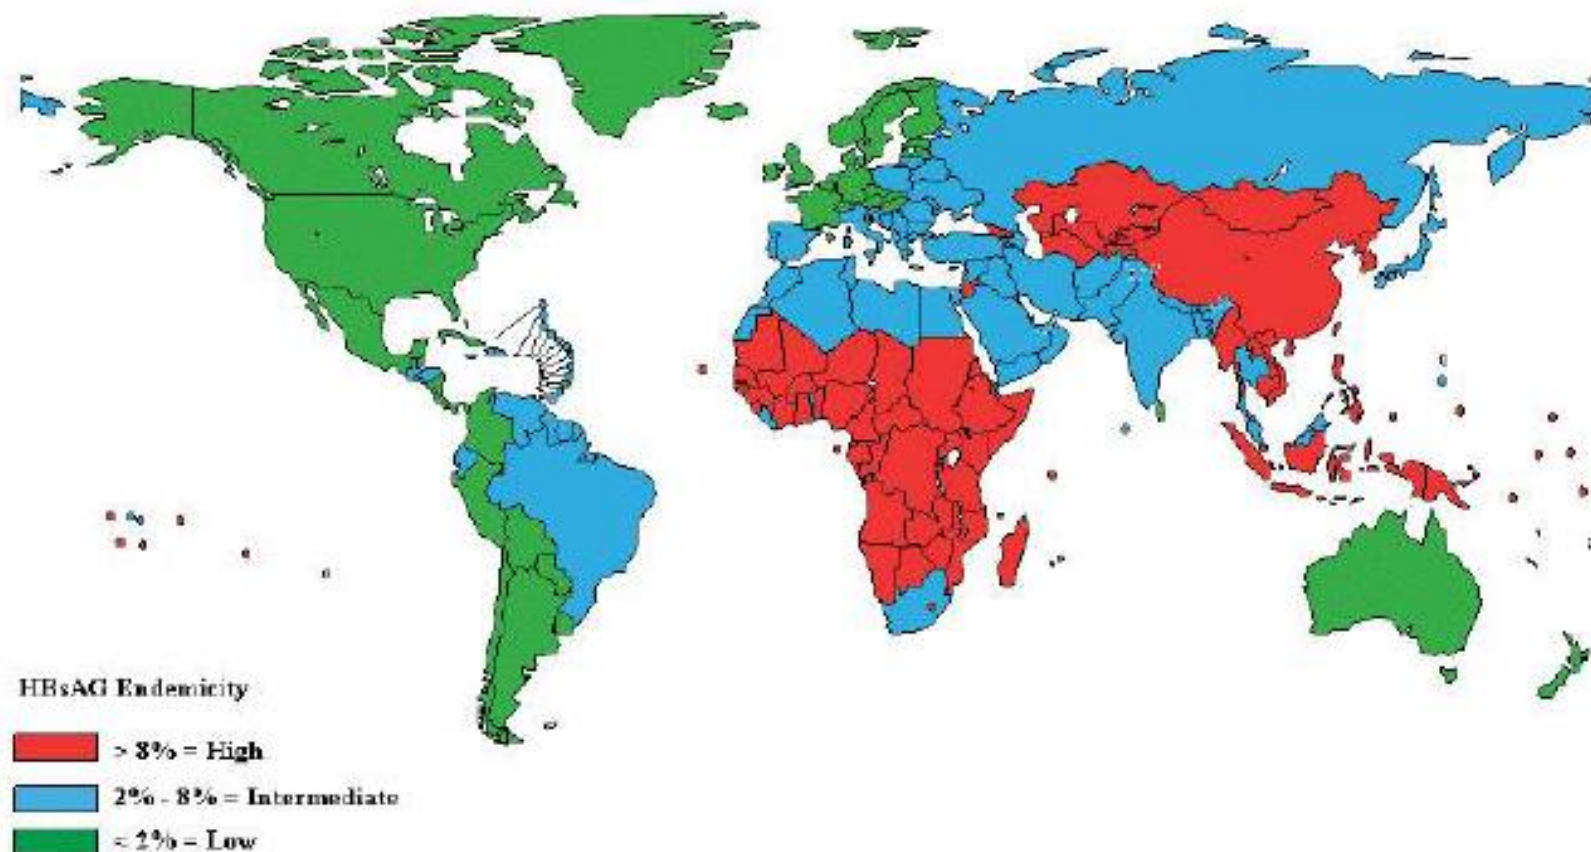 HBsAG Endemicity
> 8% = High
2% - 8% = Intermediate
< 2% = Low